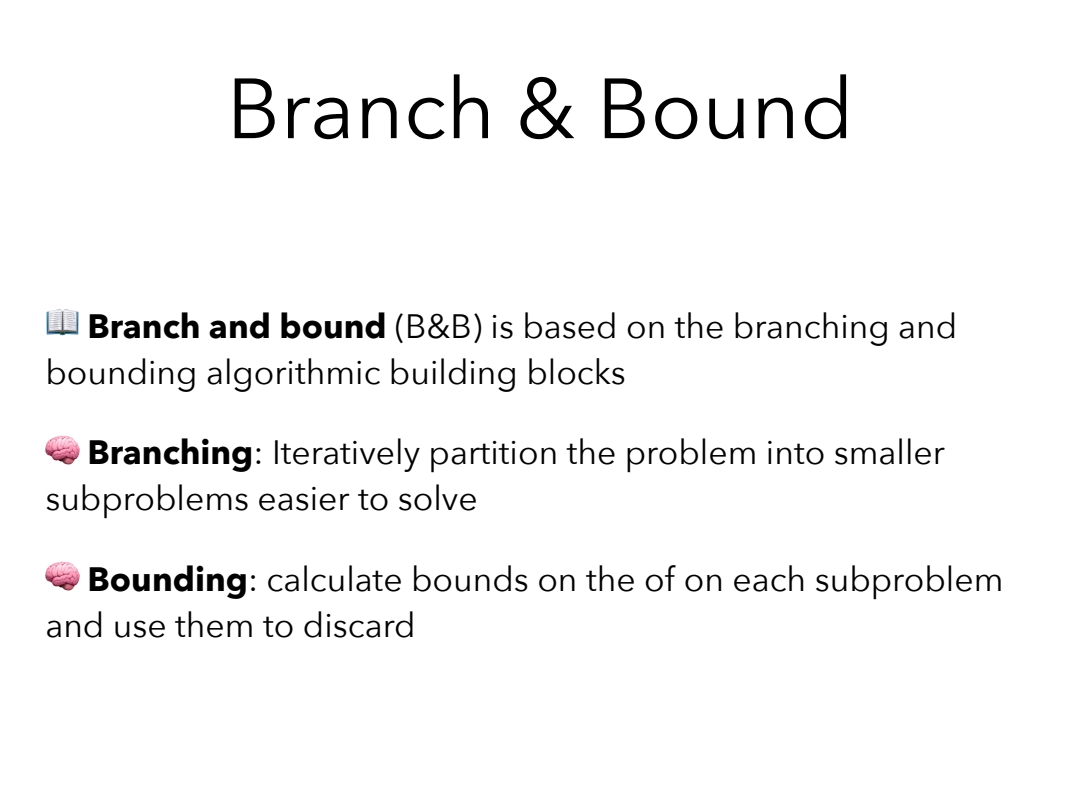 Branch & Bound
📖 Branch and bound (B&B) is based on the branching and
bounding algorithmic building blocks
🧠 Branching: Iteratively partition the problem into smaller
subproblems easier to solve
🧠 Bounding: calculate bounds on the of on each subproblem
and use them to discard